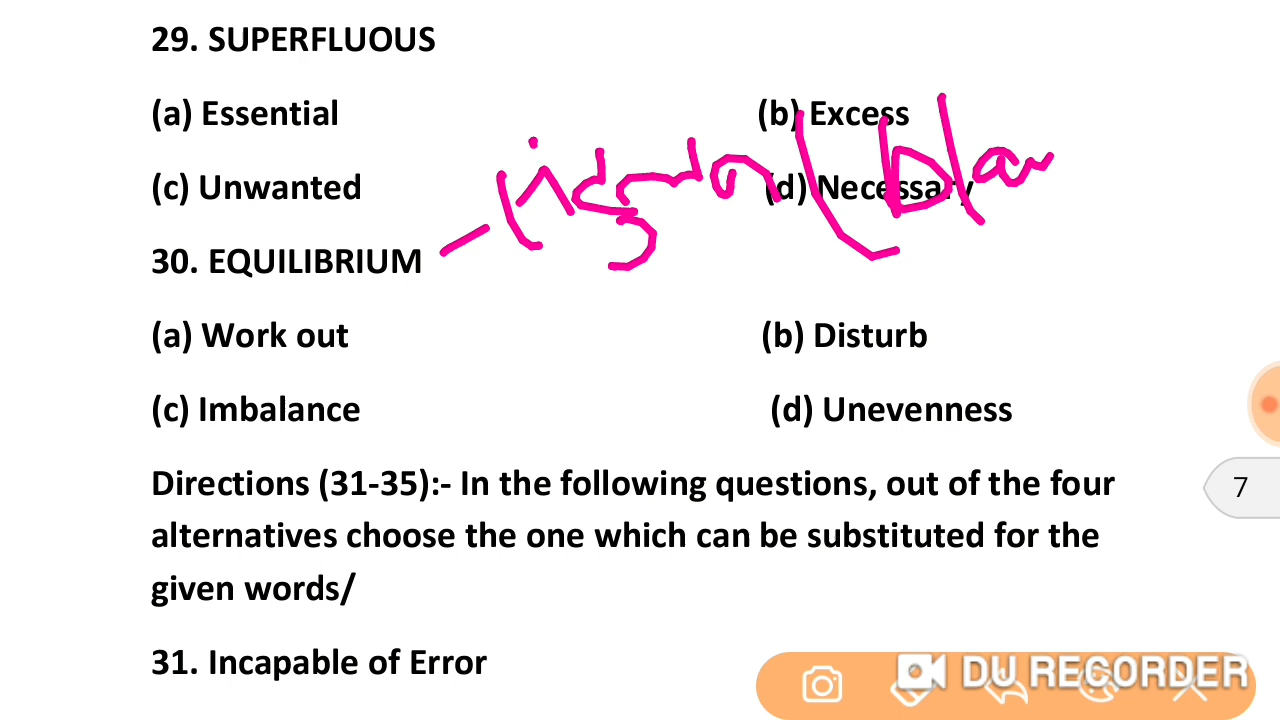 29. SUPERFLUOUS
(a) Essential (b) Excess
(c) Unwanted (d) Necessary
30. EQUILIBRIUM
(a) Work out (b) Disturb
(c) Imbalance (d) Unevenness
Directions (31-35):- In the following questions, out of the four
alternatives choose the one which can be substituted for the
given words/
7
31. Incapable of Error
DU RECORDER